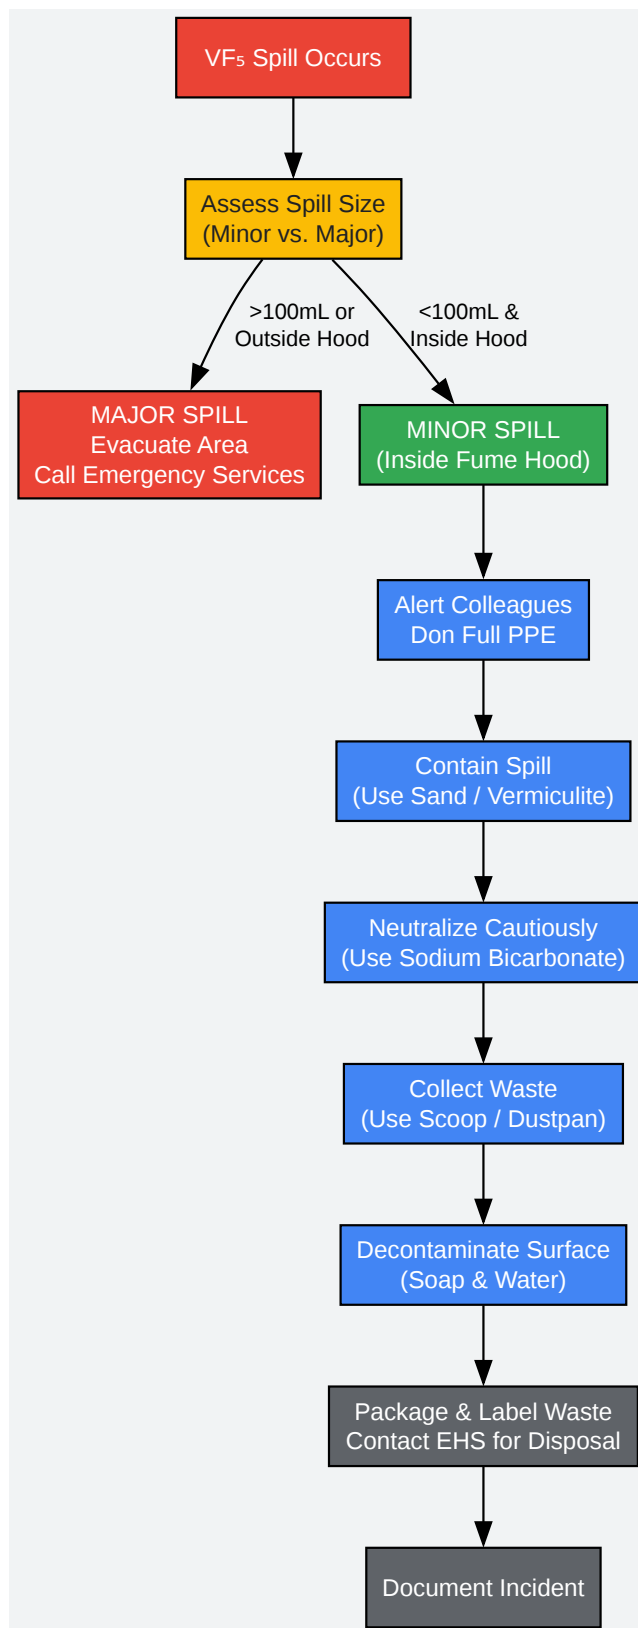 VF₅ Spill Occurs
Assess Spill Size
(Minor vs. Major)
>100mL or
Outside Hood
<100mL &
Inside Hood
MAJOR SPILL
Evacuate Area
Call Emergency Services
MINOR SPILL
(Inside Fume Hood)
Alert Colleagues
Don Full PPE
Contain Spill
(Use Sand / Vermiculite)
Neutralize Cautiously
(Use Sodium Bicarbonate)
Collect Waste
(Use Scoop / Dustpan)
Decontaminate Surface
(Soap & Water)
Package & Label Waste
Contact EHS for Disposal
Document Incident